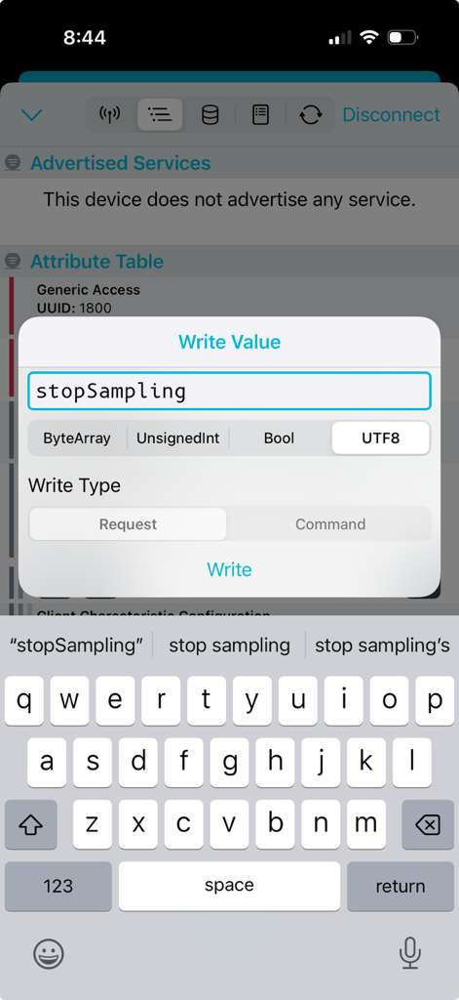 8:44
Disconnect
Advertised Services
This device does not advertise any service.
Attribute Table
Generic Access
UUID: 1800
Write Value
stopSampling
ByteArray UnsignedInt Bool UTF8
Write Type
Request Command
Write
Client Characteristic Configuration
“stopSampling” stop sampling stop sampling’s
q w e r t y u i o p
a s d f g h j k l
z x c v b n m
123 space return